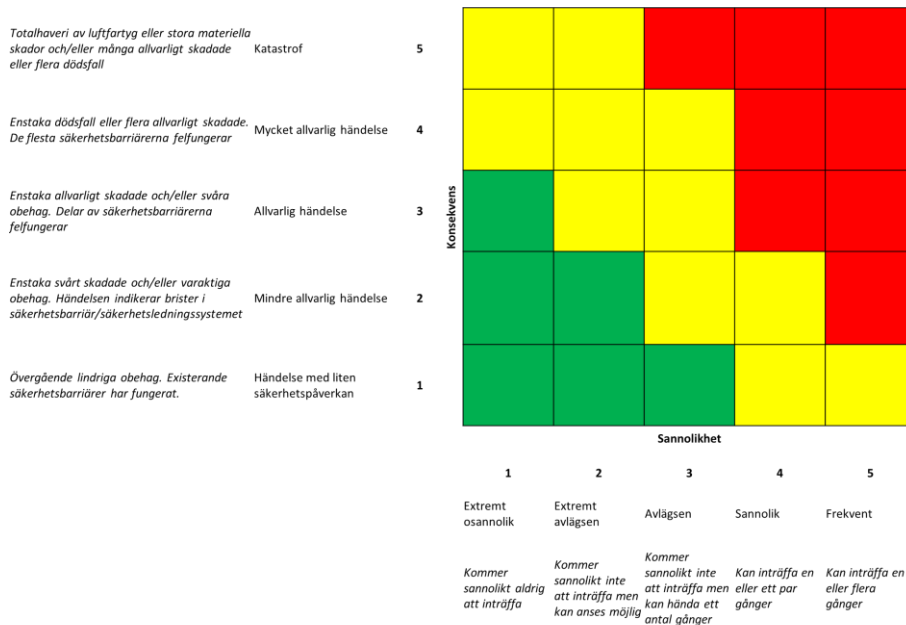 Totalhaveri av luftfartyg eller stora materiella
skador och/eller många allvarligt skadade
eller flera dödsfall
Katastrof
5
Enstaka dödsfall eller flera allvarligt skadade.
De flesta säkerhetsbarriärerna felfungerar
Mycket allvarlig händelse
4
Enstaka allvarligt skadade och/eller svåra
obehag. Delar av säkerhetsbarriärerna
felfungerar
Allvarlig händelse
3
Enstaka svårt skadade och/eller varaktiga
obehag. Händelsen indikerar brister i
säkerhetsbarriär/säkerhetsledningssystemet
Mindre allvarlig händelse
2
Övergående lindriga obehag. Existerande
säkerhetsbarriärer har fungerat.
Händelse med liten
säkerhetspåverkan
1
Konsekvens
Sannolikhet
1
2
3
4
5
Extremt
osannolik
Extremt
avlägsen
Avlägsen
Sannolik
Frekvent
Kommer
sannolikt aldrig
att inträffa
Kommer
sannolikt inte
att inträffa men
kan anses möjlig
Kommer
sannolikt inte
att inträffa men
kan hända ett
antal gånger
Kan inträffa en
eller ett par
gånger
Kan inträffa en
eller flera
gånger